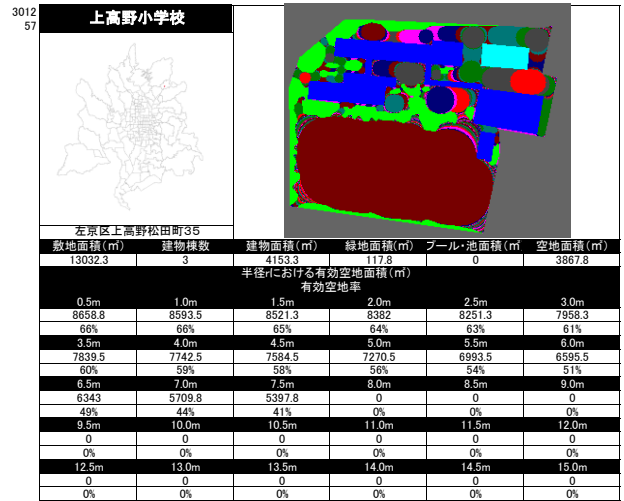 3012
57
上高野小学校
左京区上高野松田町35
敷地面積(㎡) 建物棟数 建物面積(㎡) 緑地面積(㎡) プール・池面積(㎡ 空地面積(㎡)
13032.3 3 4153.3 117.8 0 3867.8
半径rにおける有効空地面積(㎡)
有効空地率
0.5m 1.0m 1.5m 2.0m 2.5m 3.0m
8658.8 8593.5 8521.3 8382 8251.3 7958.3
66% 66% 65% 64% 63% 61%
3.5m 4.0m 4.5m 5.0m 5.5m 6.0m
7839.5 7742.5 7584.5 7270.5 6993.5 6595.5
60% 59% 58% 56% 54% 51%
6.5m 7.0m 7.5m 8.0m 8.5m 9.0m
6343 5709.8 5397.8 0 0 0
49% 44% 41% 0% 0% 0%
9.5m 10.0m 10.5m 11.0m 11.5m 12.0m
0 0 0 0 0 0
0% 0% 0% 0% 0% 0%
12.5m 13.0m 13.5m 14.0m 14.5m 15.0m
0 0 0 0 0 0
0% 0% 0% 0% 0% 0%